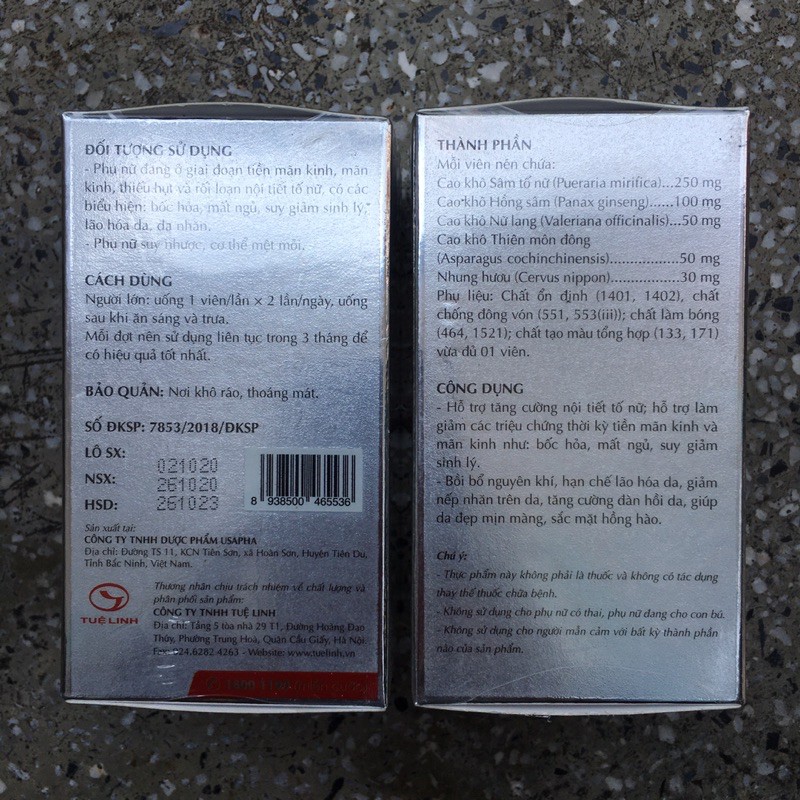 ĐỐI TƯỢNG SỬ DỤNG
- Phụ nữ đang ở giai đoạn tiền mãn kinh, mãn
kinh, thiếu hụt và rối loạn nội tiết tố nữ, có các
biểu hiện: bốc hỏa, mất ngủ, suy giảm sinh lý,
lão hóa da, da nhăn.
- Phụ nữ suy nhược, cơ thể mệt mỏi.
CÁCH DÙNG
Người lớn: uống 1 viên/lần × 2 lần/ngày, uống
sau khi ăn sáng và trưa.
Mỗi đợt nên sử dụng liên tục trong 3 tháng để
có hiệu quả tốt nhất.
BẢO QUẢN: Nơi khô ráo, thoáng mát.
SỐ ĐKSP: 7853/2018/ĐKSP
LÔ SX: 021020
NSX: 261020
HSD: 261023
8 938500 465536
Sản xuất tại:
CÔNG TY TNHH DƯỢC PHẨM USAPHA
Địa chỉ: Đường TS 11, KCN Tiên Sơn, xã Hoàn Sơn, Huyện Tiên Du,
Tỉnh Bắc Ninh, Việt Nam.
TUỆ LINH
Thương nhân chịu trách nhiệm về chất lượng và
phân phối sản phẩm:
CÔNG TY TNHH TUỆ LINH
Địa chỉ: Tầng 5 tòa nhà 29 T1, Đường Hoàng Đạo
Thúy, Phường Trung Hoà, Quận Cầu Giấy, Hà Nội
Fax: 024.6282 4263 - Website: www.tuelinh.vn
THÀNH PHẦN
Mỗi viên nén chứa:
Cao khô Sâm tố nữ (Pueraria mirifica)...250 mg
Cao khô Hồng sâm (Panax ginseng)......100 mg
Cao khô Nữ lang (Valeriana officinalis)...50 mg
Cao khô Thiên môn đông
(Asparagus cochinchinensis).................50 mg
Nhung hươu (Cervus nippon)................30 mg
Phụ liệu: Chất ổn định (1401, 1402), chất
chống đông vón (551, 553(iii)); chất làm bóng
(464, 1521); chất tạo màu tổng hợp (133, 171)
vừa đủ 01 viên.
CÔNG DỤNG
- Hỗ trợ tăng cường nội tiết tố nữ; hỗ trợ làm
giảm các triệu chứng thời kỳ tiền mãn kinh và
mãn kinh như: bốc hỏa, mất ngủ, suy giảm
sinh lý.
- Bồi bổ nguyên khí, hạn chế lão hóa da, giảm
nếp nhăn trên da, tăng cường đàn hồi da, giúp
da đẹp mịn màng, sắc mặt hồng hào.
Chú ý:
- Thực phẩm này không phải là thuốc và không có tác dụng
thay thế thuốc chữa bệnh.
- Không sử dụng cho phụ nữ có thai, phụ nữ đang cho con bú.
- Không sử dụng cho người mẫn cảm với bất kỳ thành phần
nào của sản phẩm.